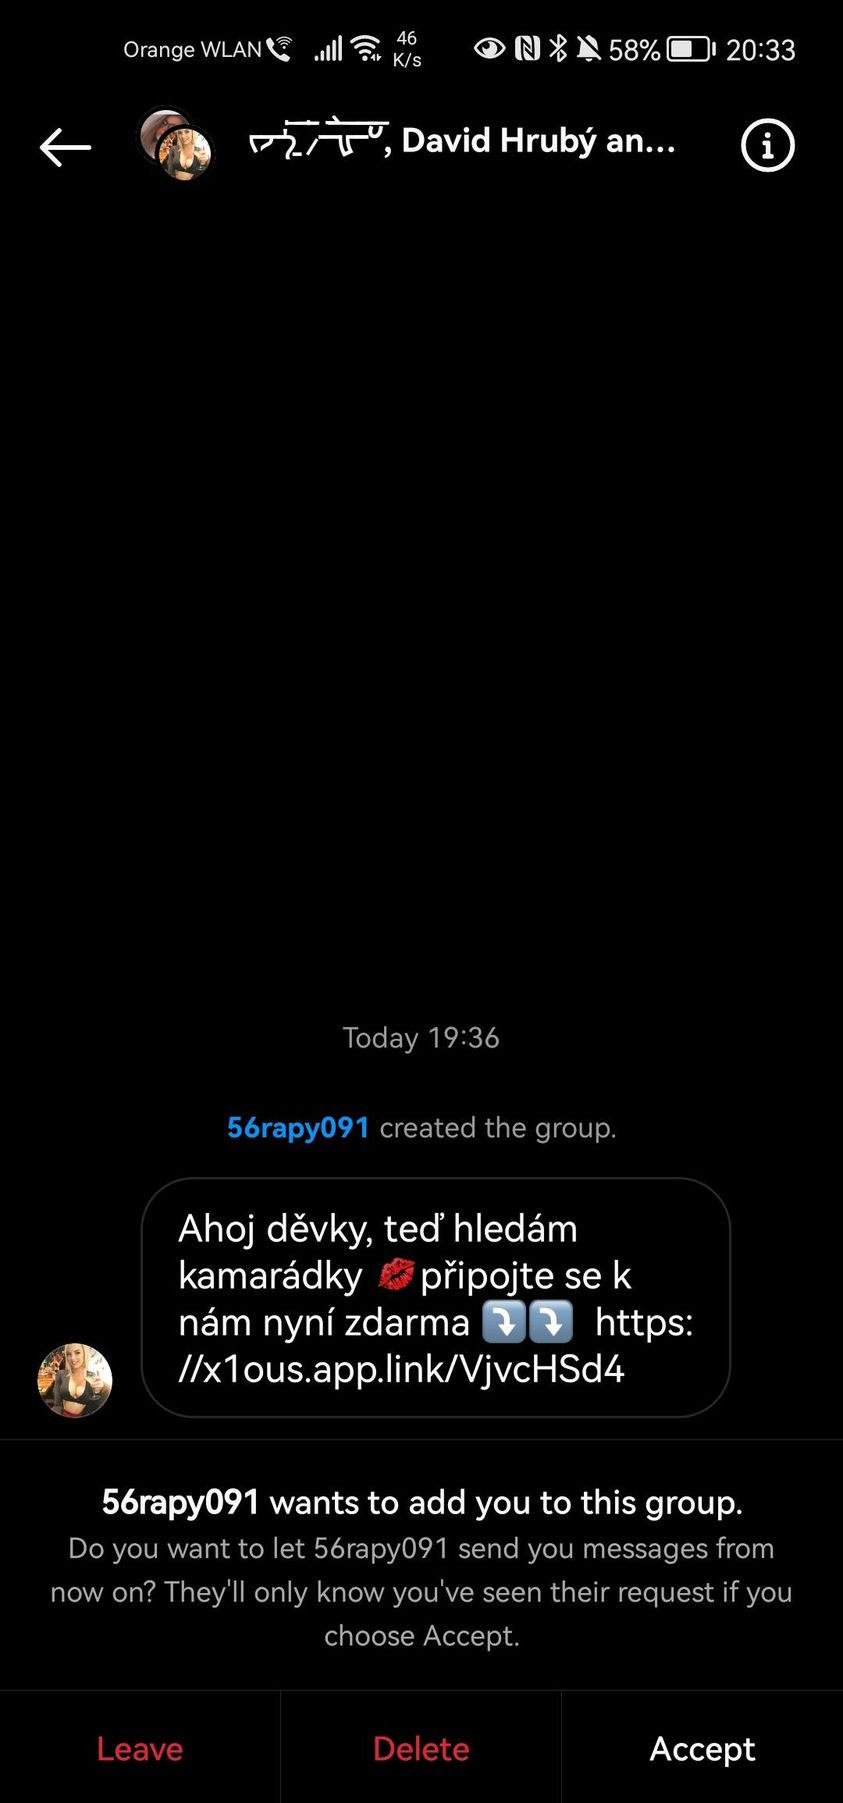 Orange WLAN 46 K/s 58% 20:33
, David Hrubý an...
Today 19:36
56rapy091 created the group.
Ahoj děvky, teď hledám
kamarádky 💋připojte se k
nám nyní zdarma ⤵️⤵️ https:
//x1ous.app.link/VjvcHSd4
56rapy091 wants to add you to this group.
Do you want to let 56rapy091 send you messages from
now on? They'll only know you've seen their request if you
choose Accept.
Leave Delete Accept